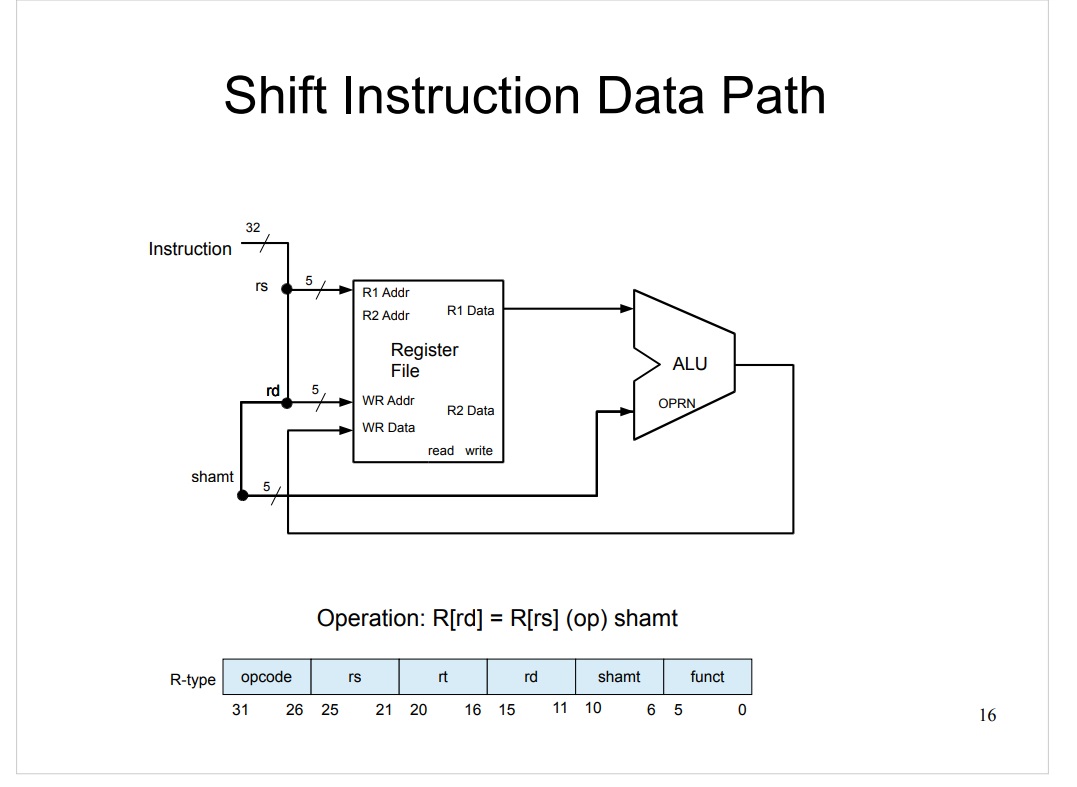 Shift Instruction Data Path
32
Instruction
rs
5
R1 Addr
R2 Addr
R1 Data
Register
File
ALU
rd
5
WR Addr
WR Data
R2 Data
OPRN
read write
shamt
5
Operation: R[rd] = R[rs] (op) shamt
R-type opcode rs rt rd shamt funct
31 26 25 21 20 16 15 11 10 6 5 0
16